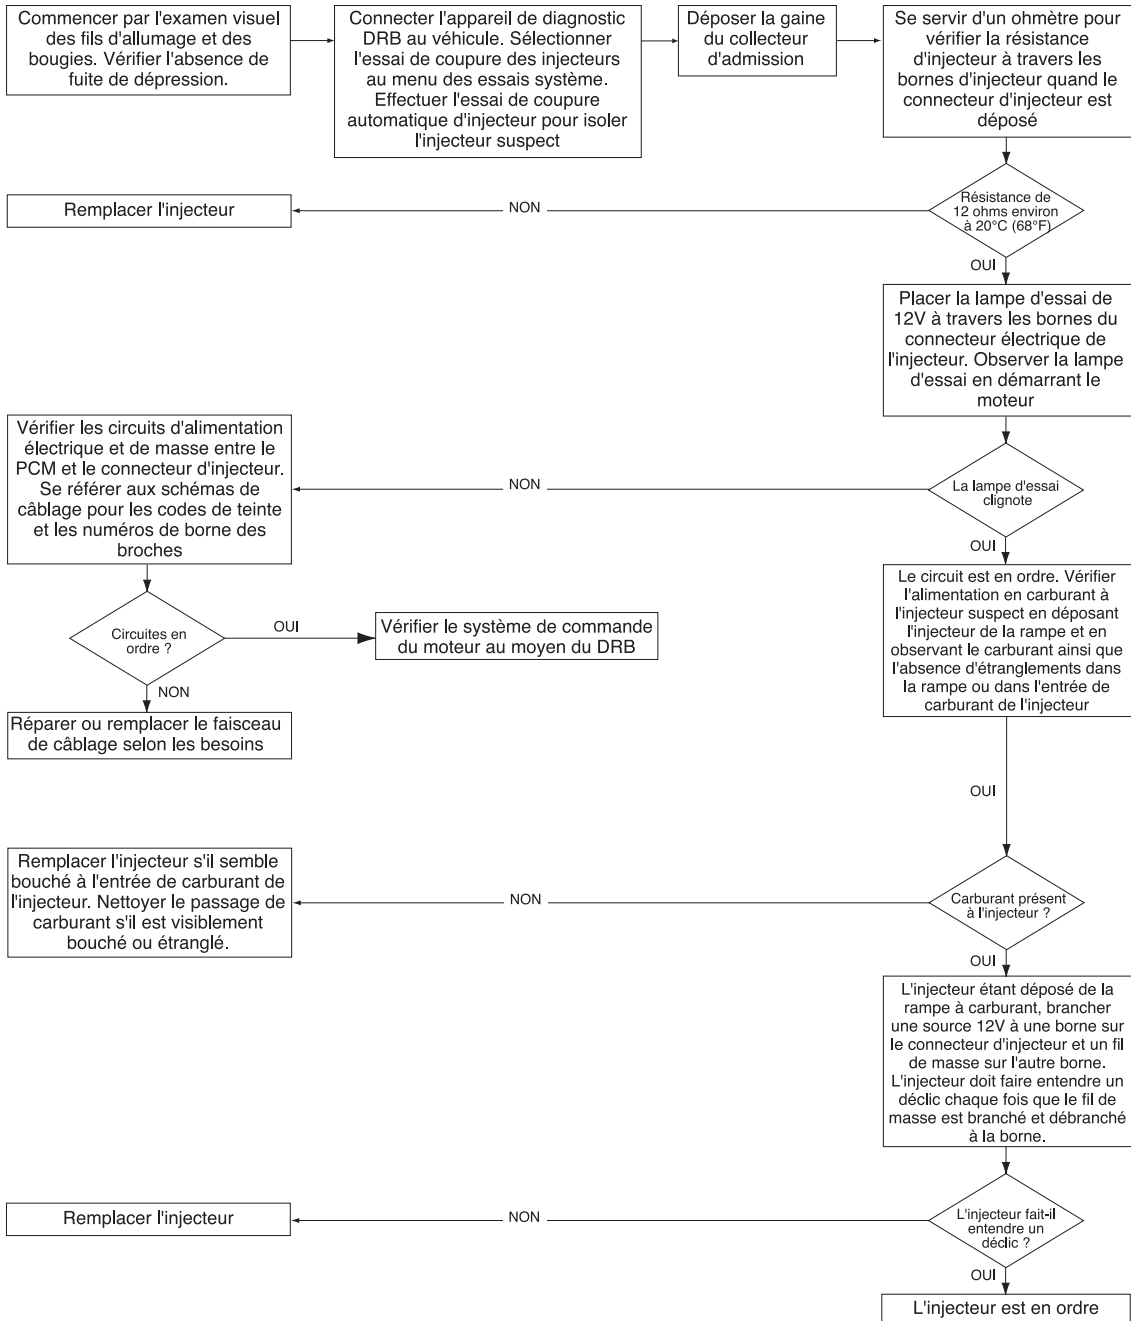 Commencer par l'examen visuel
des fils d'allumage et des
bougies. Vérifier l'absence de
fuite de dépression.
Connecter l'appareil de diagnostic
DRB au véhicule. Sélectionner
l'essai de coupure des injecteurs
au menu des essais système.
Effectuer l'essai de coupure
automatique d'injecteur pour isoler
l'injecteur suspect
Déposer la gaine
du collecteur
d'admission
Se servir d'un ohmètre pour
vérifier la résistance
d'injecteur à travers les
bornes d'injecteur quand le
connecteur d'injecteur est
déposé
Résistance de
12 ohms environ
à 20°C (68°F)
NON
Remplacer l'injecteur
OUI
Placer la lampe d'essai de
12V à travers les bornes du
connecteur électrique de
l'injecteur. Observer la lampe
d'essai en démarrant le
moteur
La lampe d'essai
clignote
NON
Vérifier les circuits d'alimentation
électrique et de masse entre le
PCM et le connecteur d'injecteur.
Se référer aux schémas de
câblage pour les codes de teinte
et les numéros de borne des
broches
Circuites en
ordre ?
OUI
Vérifier le système de commande
du moteur au moyen du DRB
NON
Réparer ou remplacer le faisceau
de câblage selon les besoins
OUI
Le circuit est en ordre. Vérifier
l'alimentation en carburant à
l'injecteur suspect en déposant
l'injecteur de la rampe et en
observant le carburant ainsi que
l'absence d'étranglements dans
la rampe ou dans l'entrée de
carburant de l'injecteur
OUI
Carburant présent
à l'injecteur ?
NON
Remplacer l'injecteur s'il semble
bouché à l'entrée de carburant de
l'injecteur. Nettoyer le passage de
carburant s'il est visiblement
bouché ou étranglé.
OUI
L'injecteur étant déposé de la
rampe à carburant, brancher
une source 12V à une borne sur
le connecteur d'injecteur et un fil
de masse sur l'autre borne.
L'injecteur doit faire entendre un
déclic chaque fois que le fil de
masse est branché et débranché
à la borne.
L'injecteur fait-il
entendre un
déclic ?
NON
Remplacer l'injecteur
OUI
L'injecteur est en ordre